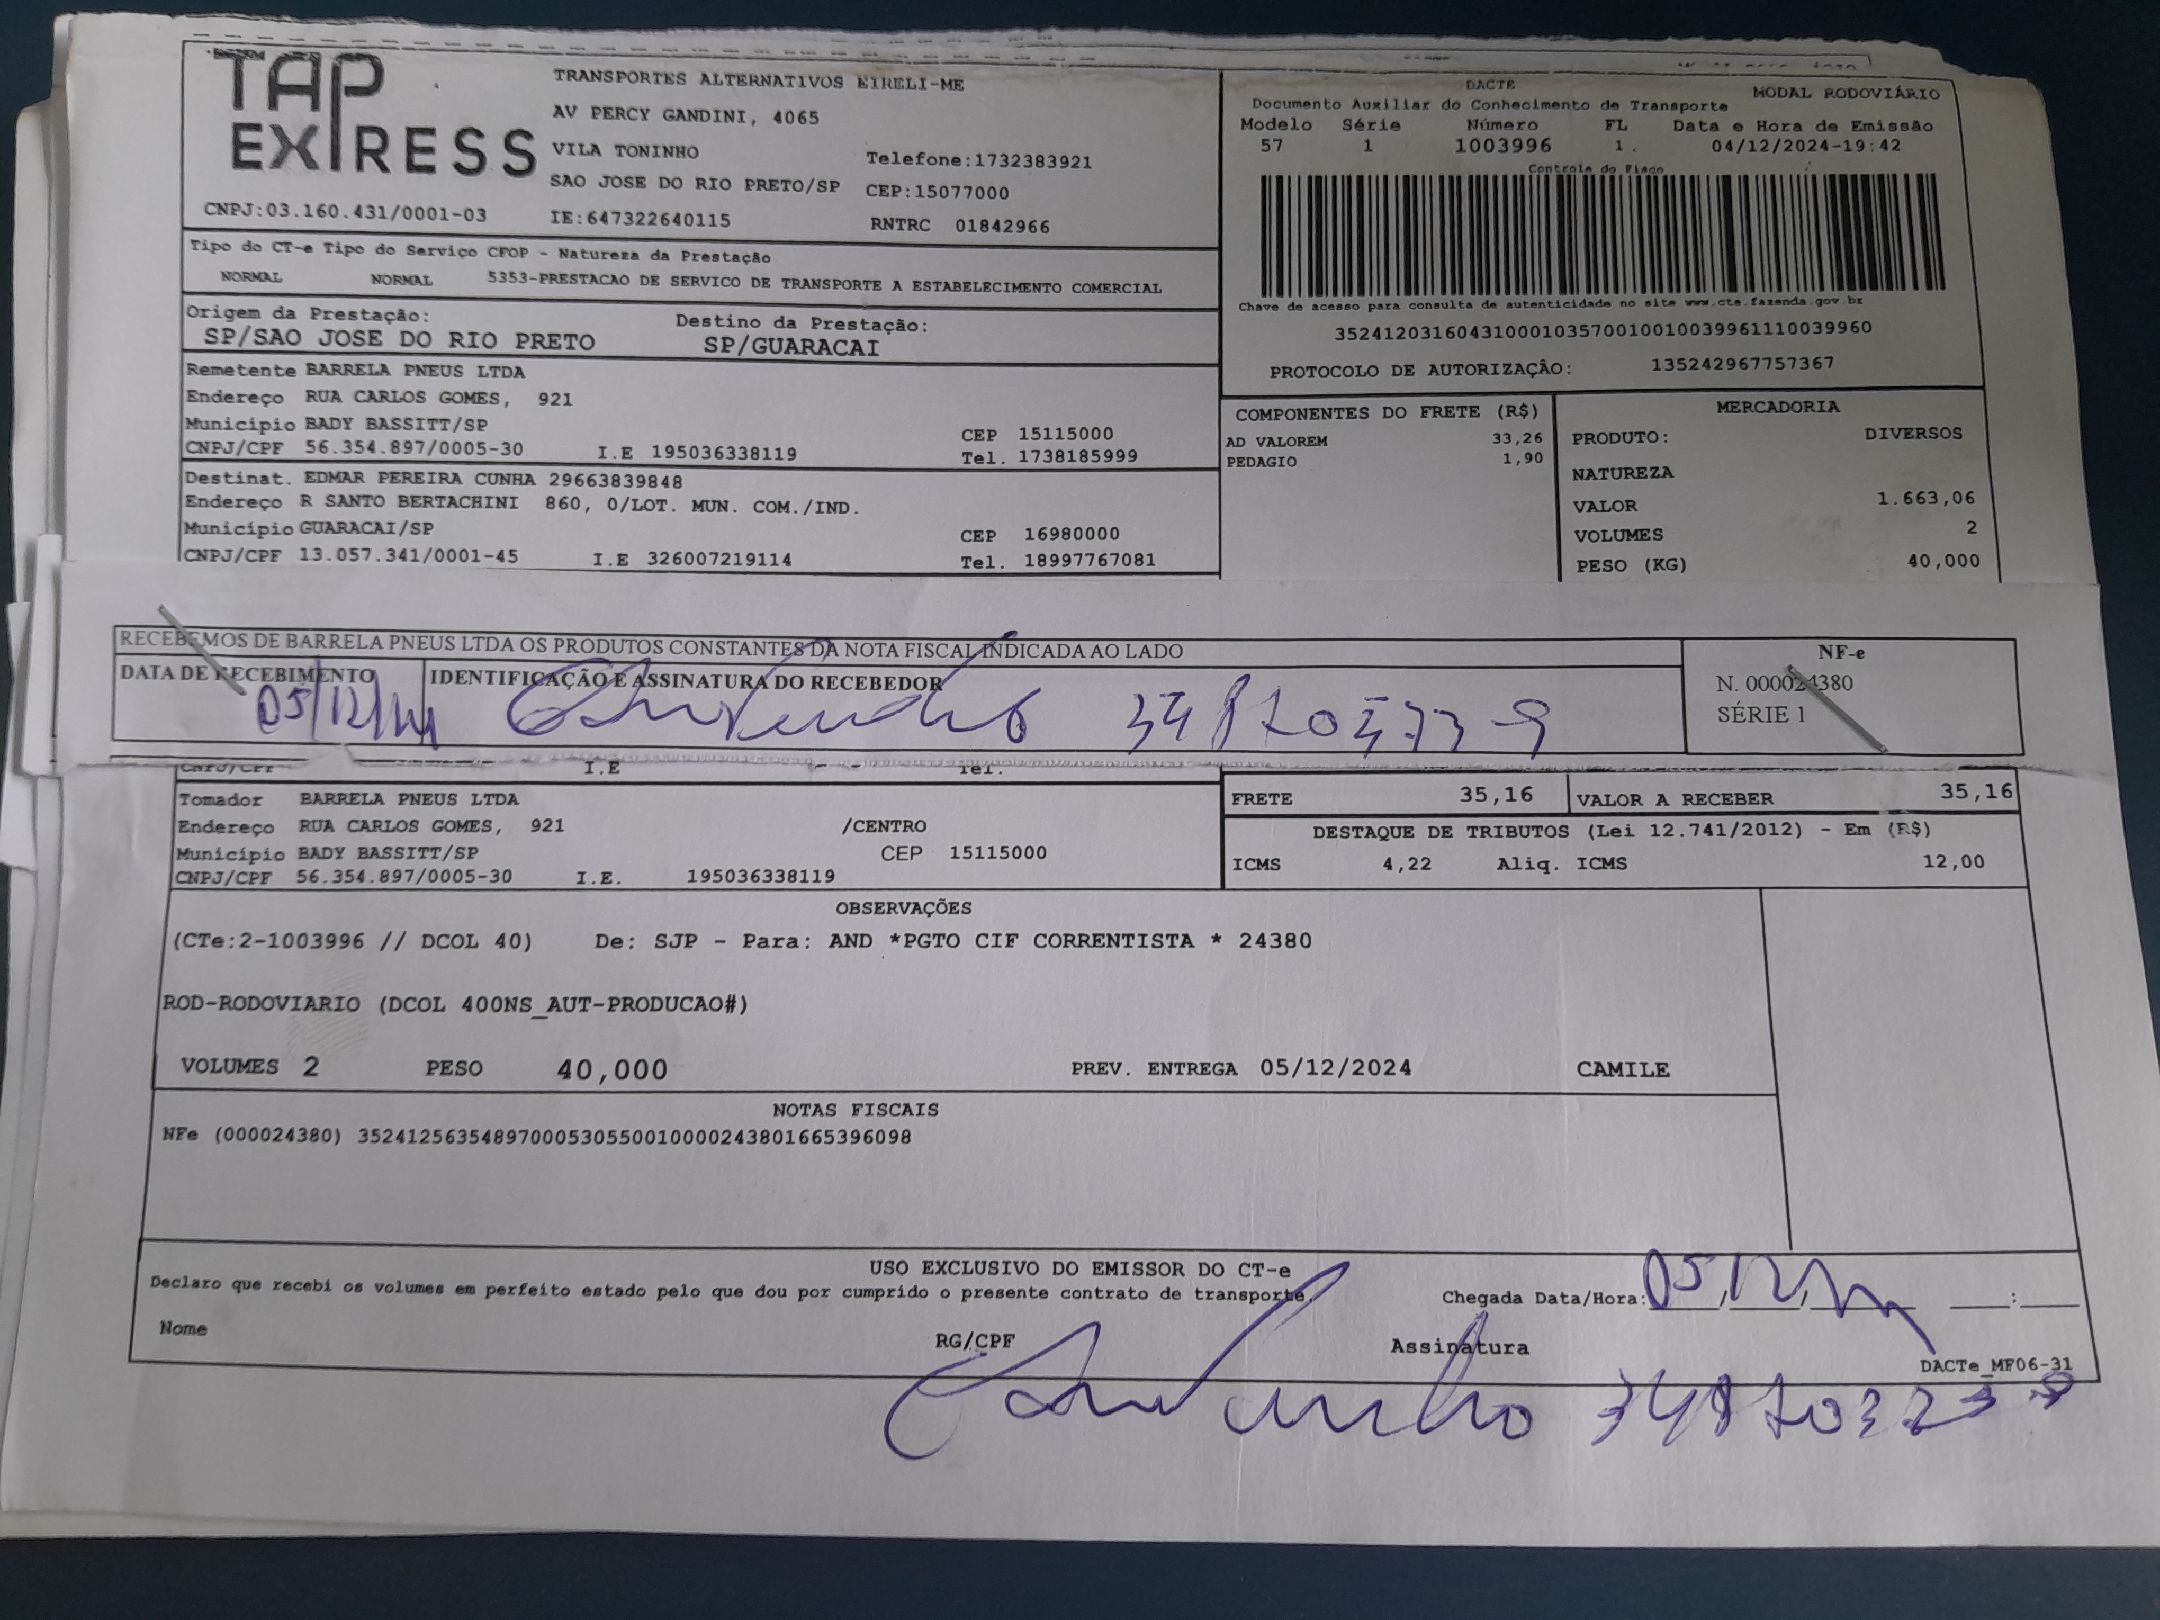 TAP EXPRESS
TRANSPORTES ALTERNATIVOS EIRELI-ME
AV PERCY GANDINI, 4065
VILA TONINHO Telefone:1732383921
SAO JOSE DO RIO PRETO/SP CEP:15077000
CNPJ:03.160.431/0001-03 IE:647322640115 RNTRC 01842966
DACTE
MODAL RODOVIÁRIO
Documento Auxiliar do Conhecimento de Transporte
Modelo Série Número FL Data e Hora de Emissão
57 1 1003996 1. 04/12/2024-19:42
Controle do Fisco
Chave de acesso para consulta de autenticidade no site www.cte.fazenda.gov.br
35241203160431000103570010010039961110039960
PROTOCOLO DE AUTORIZAÇÂO: 135242967757367
Tipo do CT-e Tipo do Serviço CFOP - Natureza da Prestação
NORMAL NORMAL 5353-PRESTACAO DE SERVICO DE TRANSPORTE A ESTABELECIMENTO COMERCIAL
Origem da Prestação: Destino da Prestação:
SP/SAO JOSE DO RIO PRETO SP/GUARACAI
Remetente BARRELA PNEUS LTDA
Endereço RUA CARLOS GOMES, 921
Município BADY BASSITT/SP CEP 15115000
CNPJ/CPF 56.354.897/0005-30 I.E 195036338119 Tel. 1738185999
Destinat. EDMAR PEREIRA CUNHA 29663839848
Endereço R SANTO BERTACHINI 860, 0/LOT. MUN. COM./IND.
Município GUARACAI/SP CEP 16980000
CNPJ/CPF 13.057.341/0001-45 I.E 326007219114 Tel. 18997767081
COMPONENTES DO FRETE (R$)
AD VALOREM 33,26
PEDAGIO 1,90
MERCADORIA
PRODUTO: DIVERSOS
NATUREZA
VALOR 1.663,06
VOLUMES 2
PESO (KG) 40,000
RECEBEMOS DE BARRELA PNEUS LTDA OS PRODUTOS CONSTANTES DA NOTA FISCAL INDICADA AO LADO
DATA DE RECEBIMENTO IDENTIFICAÇÃO E ASSINATURA DO RECEBEDOR
05/12/24
NF-e
N. 000024380
SÉRIE 1
CNPJ/CPF I.E Tel.
Tomador BARRELA PNEUS LTDA
Endereço RUA CARLOS GOMES, 921 /CENTRO
Município BADY BASSITT/SP CEP 15115000
CNPJ/CPF 56.354.897/0005-30 I.E. 195036338119
FRETE 35,16 VALOR A RECEBER 35,16
DESTAQUE DE TRIBUTOS (Lei 12.741/2012) - Em (R$)
ICMS 4,22 Aliq. ICMS 12,00
OBSERVAÇÕES
(CTe:2-1003996 // DCOL 40) De: SJP - Para: AND *PGTO CIF CORRENTISTA * 24380
ROD-RODOVIARIO (DCOL 400NS_AUT-PRODUCAO#)
VOLUMES 2 PESO 40,000 PREV. ENTREGA 05/12/2024 CAMILE
NOTAS FISCAIS
NFe (000024380) 35241256354897000530550010000243801665396098
USO EXCLUSIVO DO EMISSOR DO CT-e
Declaro que recebi os volumes em perfeito estado pelo que dou por cumprido o presente contrato de transporte.
Chegada Data/Hora: 05/12/24 :
Nome RG/CPF Assinatura
DACTe_MF06-31